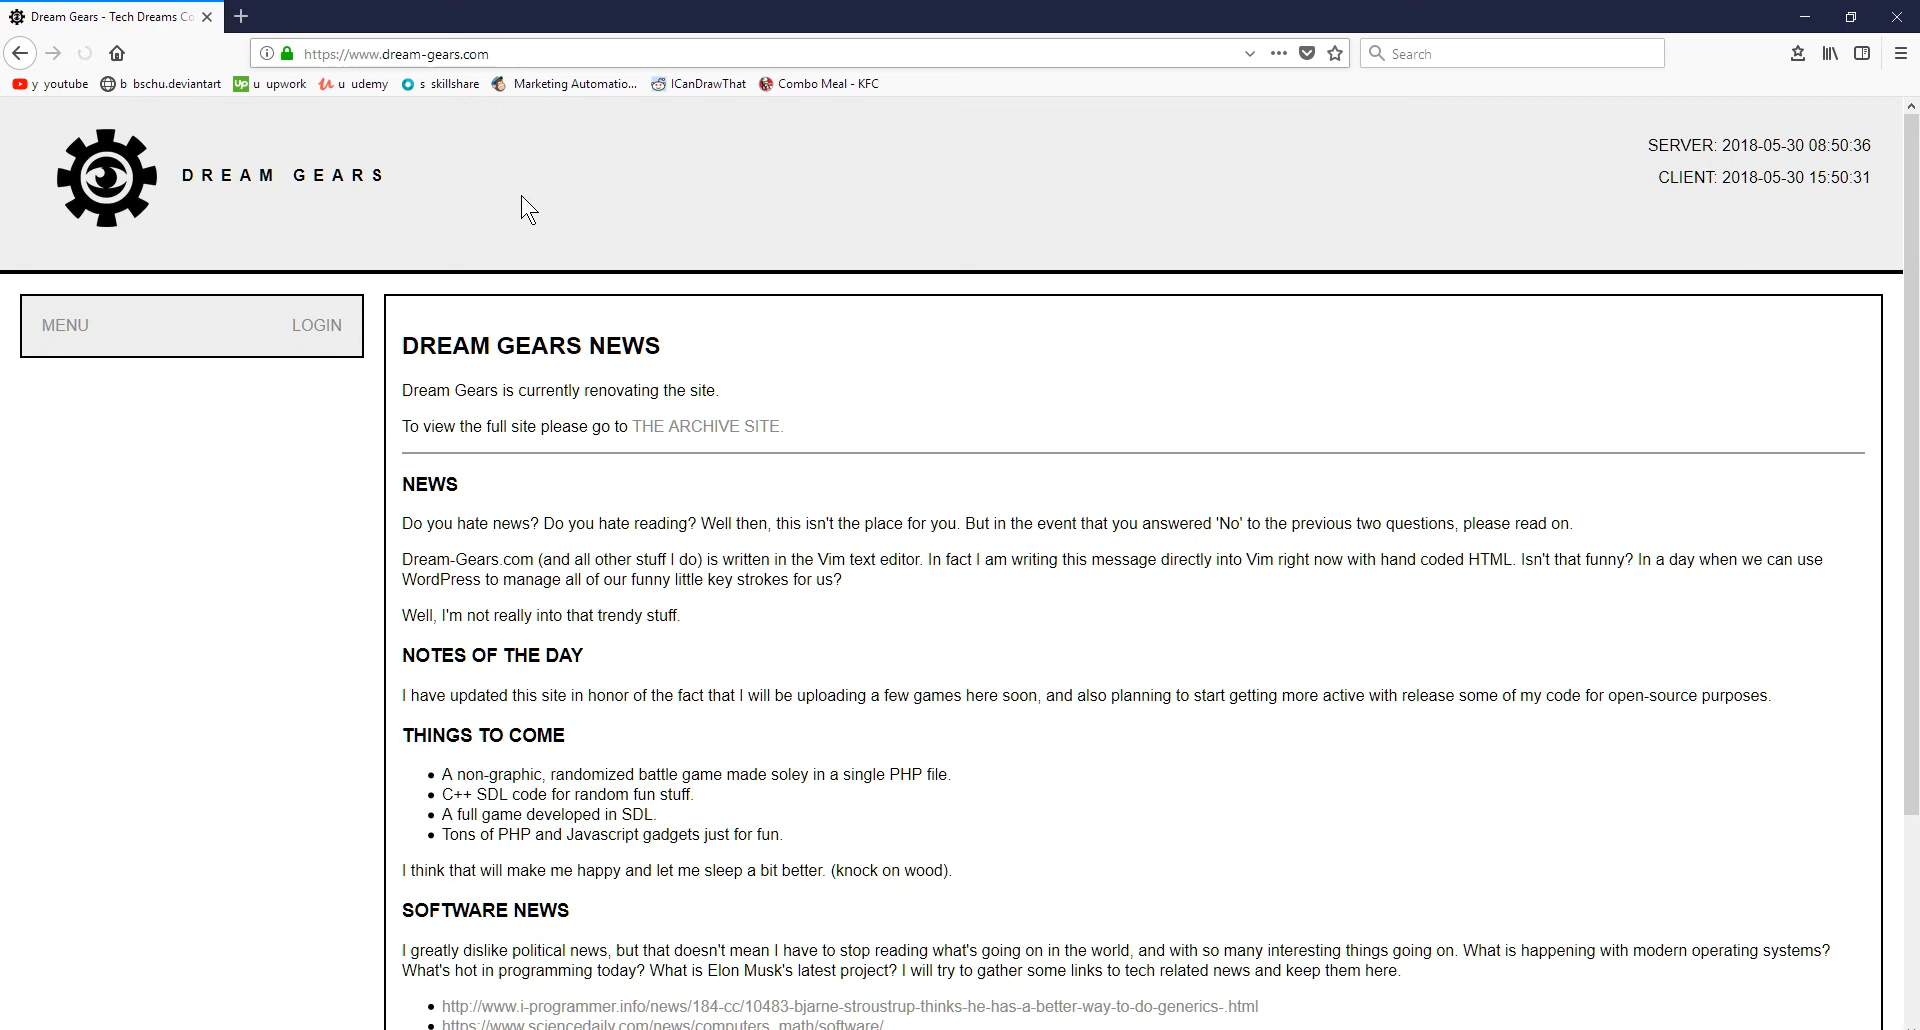 Dream Gears - Tech Dreams Co
https://www.dream-gears.com
Search
y youtube
b bschu.deviantart
up u upwork
u udemy
s skillshare
Marketing Automatio...
ICanDrawThat
Combo Meal - KFC
DREAM GEARS
SERVER: 2018-05-30 08:50:36
CLIENT: 2018-05-30 15:50:31
MENU
LOGIN
DREAM GEARS NEWS
Dream Gears is currently renovating the site.
To view the full site please go to THE ARCHIVE SITE.
NEWS
Do you hate news? Do you hate reading? Well then, this isn't the place for you. But in the event that you answered 'No' to the previous two questions, please read on.
Dream-Gears.com (and all other stuff I do) is written in the Vim text editor. In fact I am writing this message directly into Vim right now with hand coded HTML. Isn't that funny? In a day when we can use
WordPress to manage all of our funny little key strokes for us?
Well, I'm not really into that trendy stuff.
NOTES OF THE DAY
I have updated this site in honor of the fact that I will be uploading a few games here soon, and also planning to start getting more active with release some of my code for open-source purposes.
THINGS TO COME
• A non-graphic, randomized battle game made soley in a single PHP file.
• C++ SDL code for random fun stuff.
• A full game developed in SDL.
• Tons of PHP and Javascript gadgets just for fun.
I think that will make me happy and let me sleep a bit better. (knock on wood).
SOFTWARE NEWS
I greatly dislike political news, but that doesn't mean I have to stop reading what's going on in the world, and with so many interesting things going on. What is happening with modern operating systems?
What's hot in programming today? What is Elon Musk's latest project? I will try to gather some links to tech related news and keep them here.
• http://www.i-programmer.info/news/184-cc/10483-bjarne-stroustrup-thinks-he-has-a-better-way-to-do-generics-.html
• https://www.sciencedaily.com/news/computers_math/software/